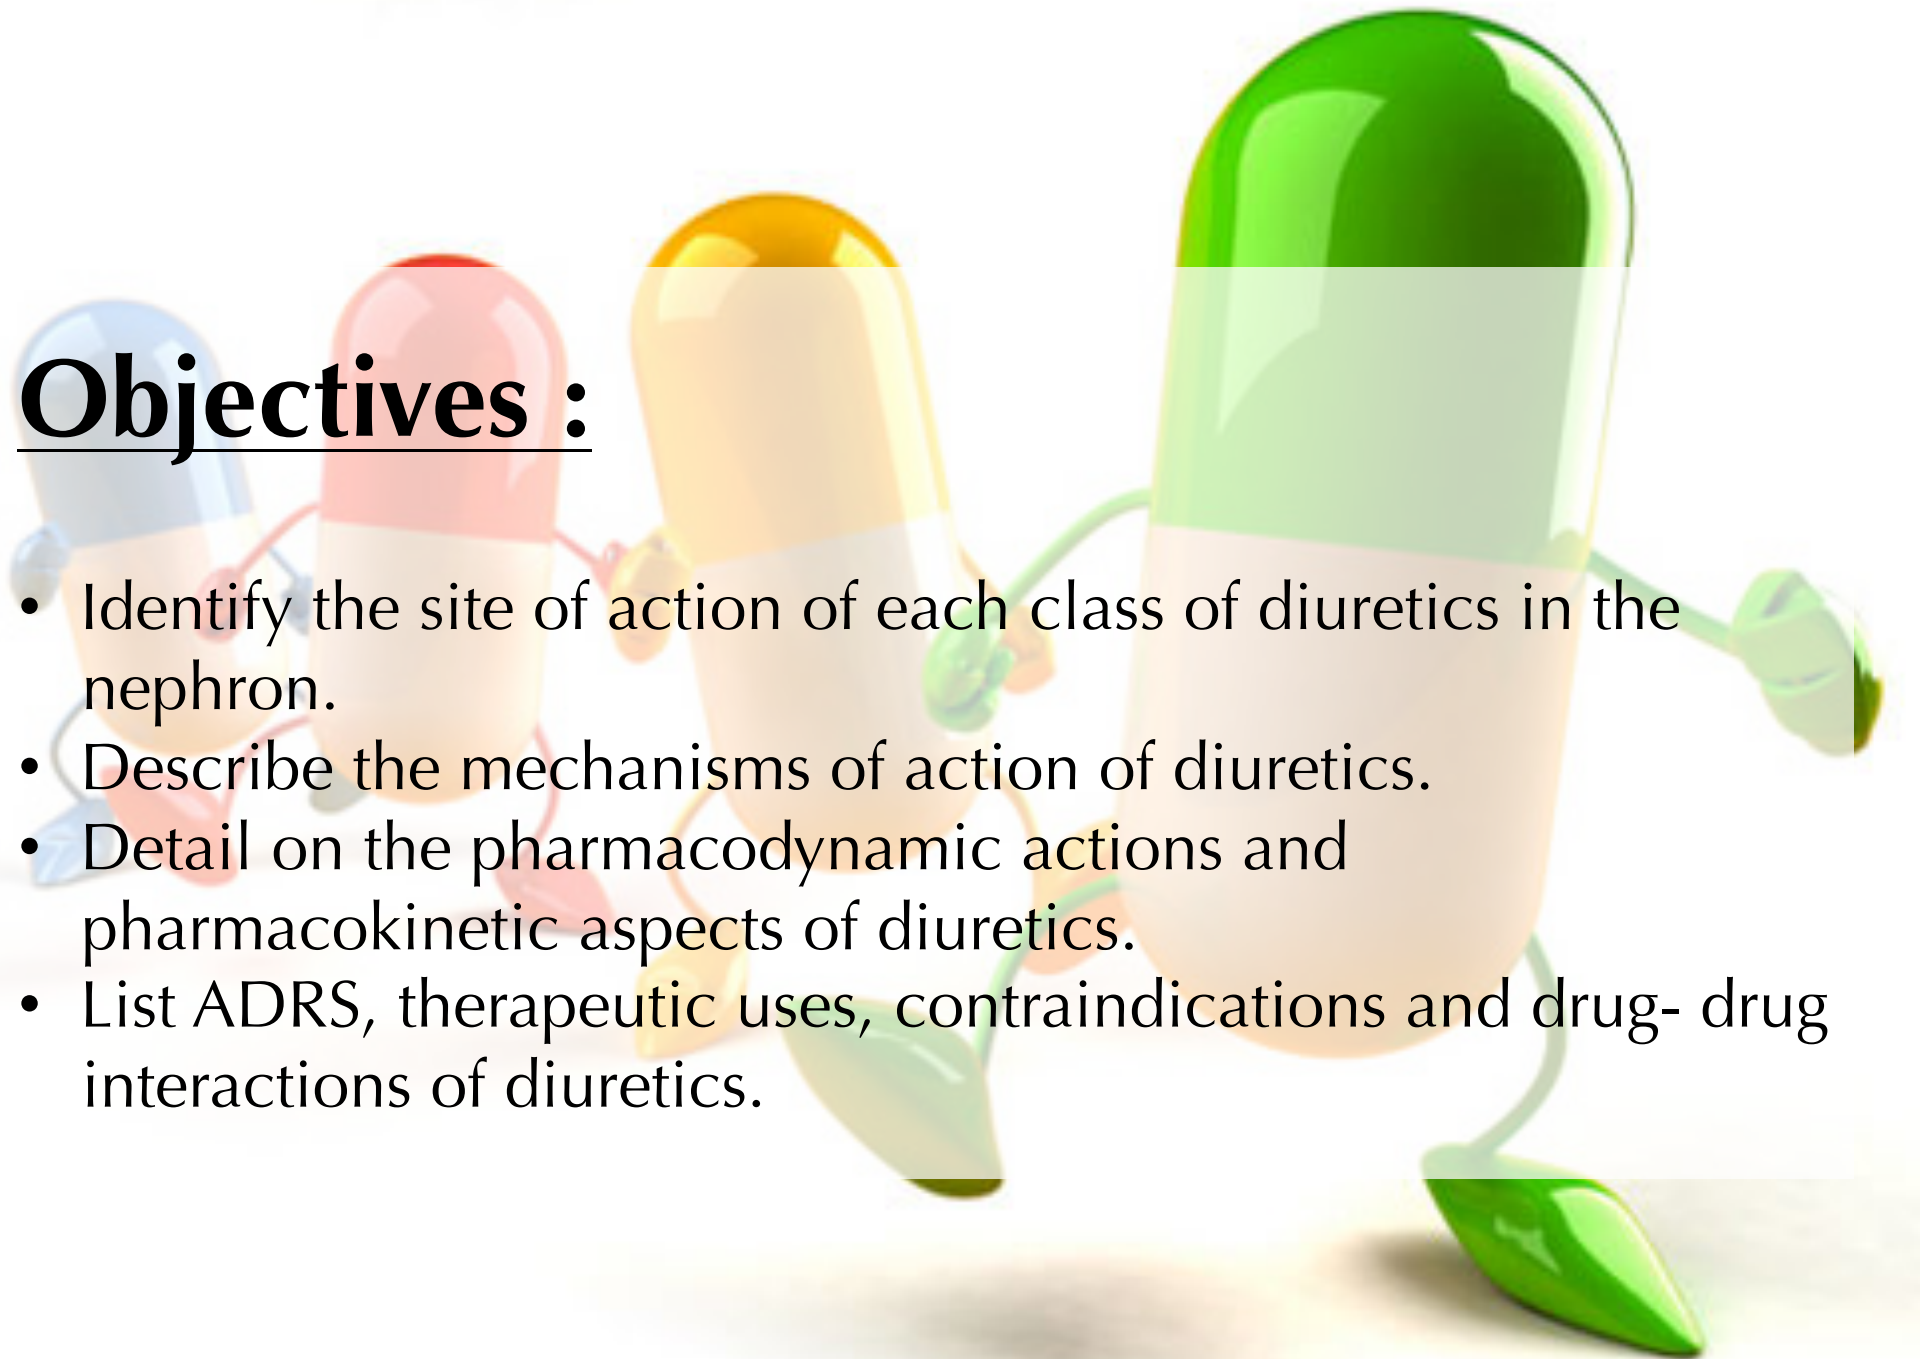 Objectives :
• Identify the site of action of each class of diuretics in the
nephron.
• Describe the mechanisms of action of diuretics.
• Detail on the pharmacodynamic actions and
pharmacokinetic aspects of diuretics.
• List ADRS, therapeutic uses, contraindications and drug- drug
interactions of diuretics.